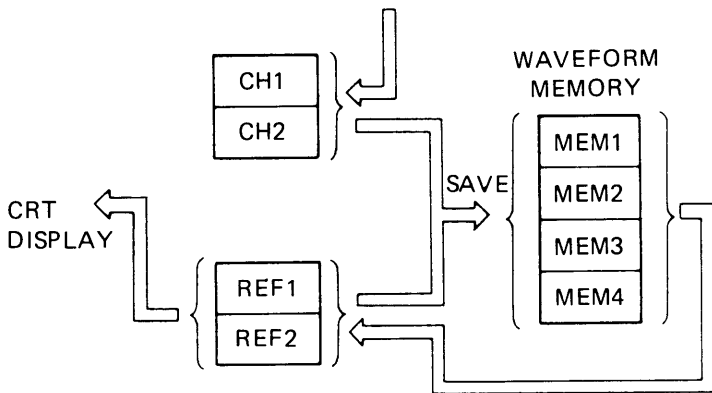 CH1
CH2
WAVEFORM
MEMORY
MEM1
MEM2
MEM3
MEM4
SAVE
CRT
DISPLAY
REF1
REF2